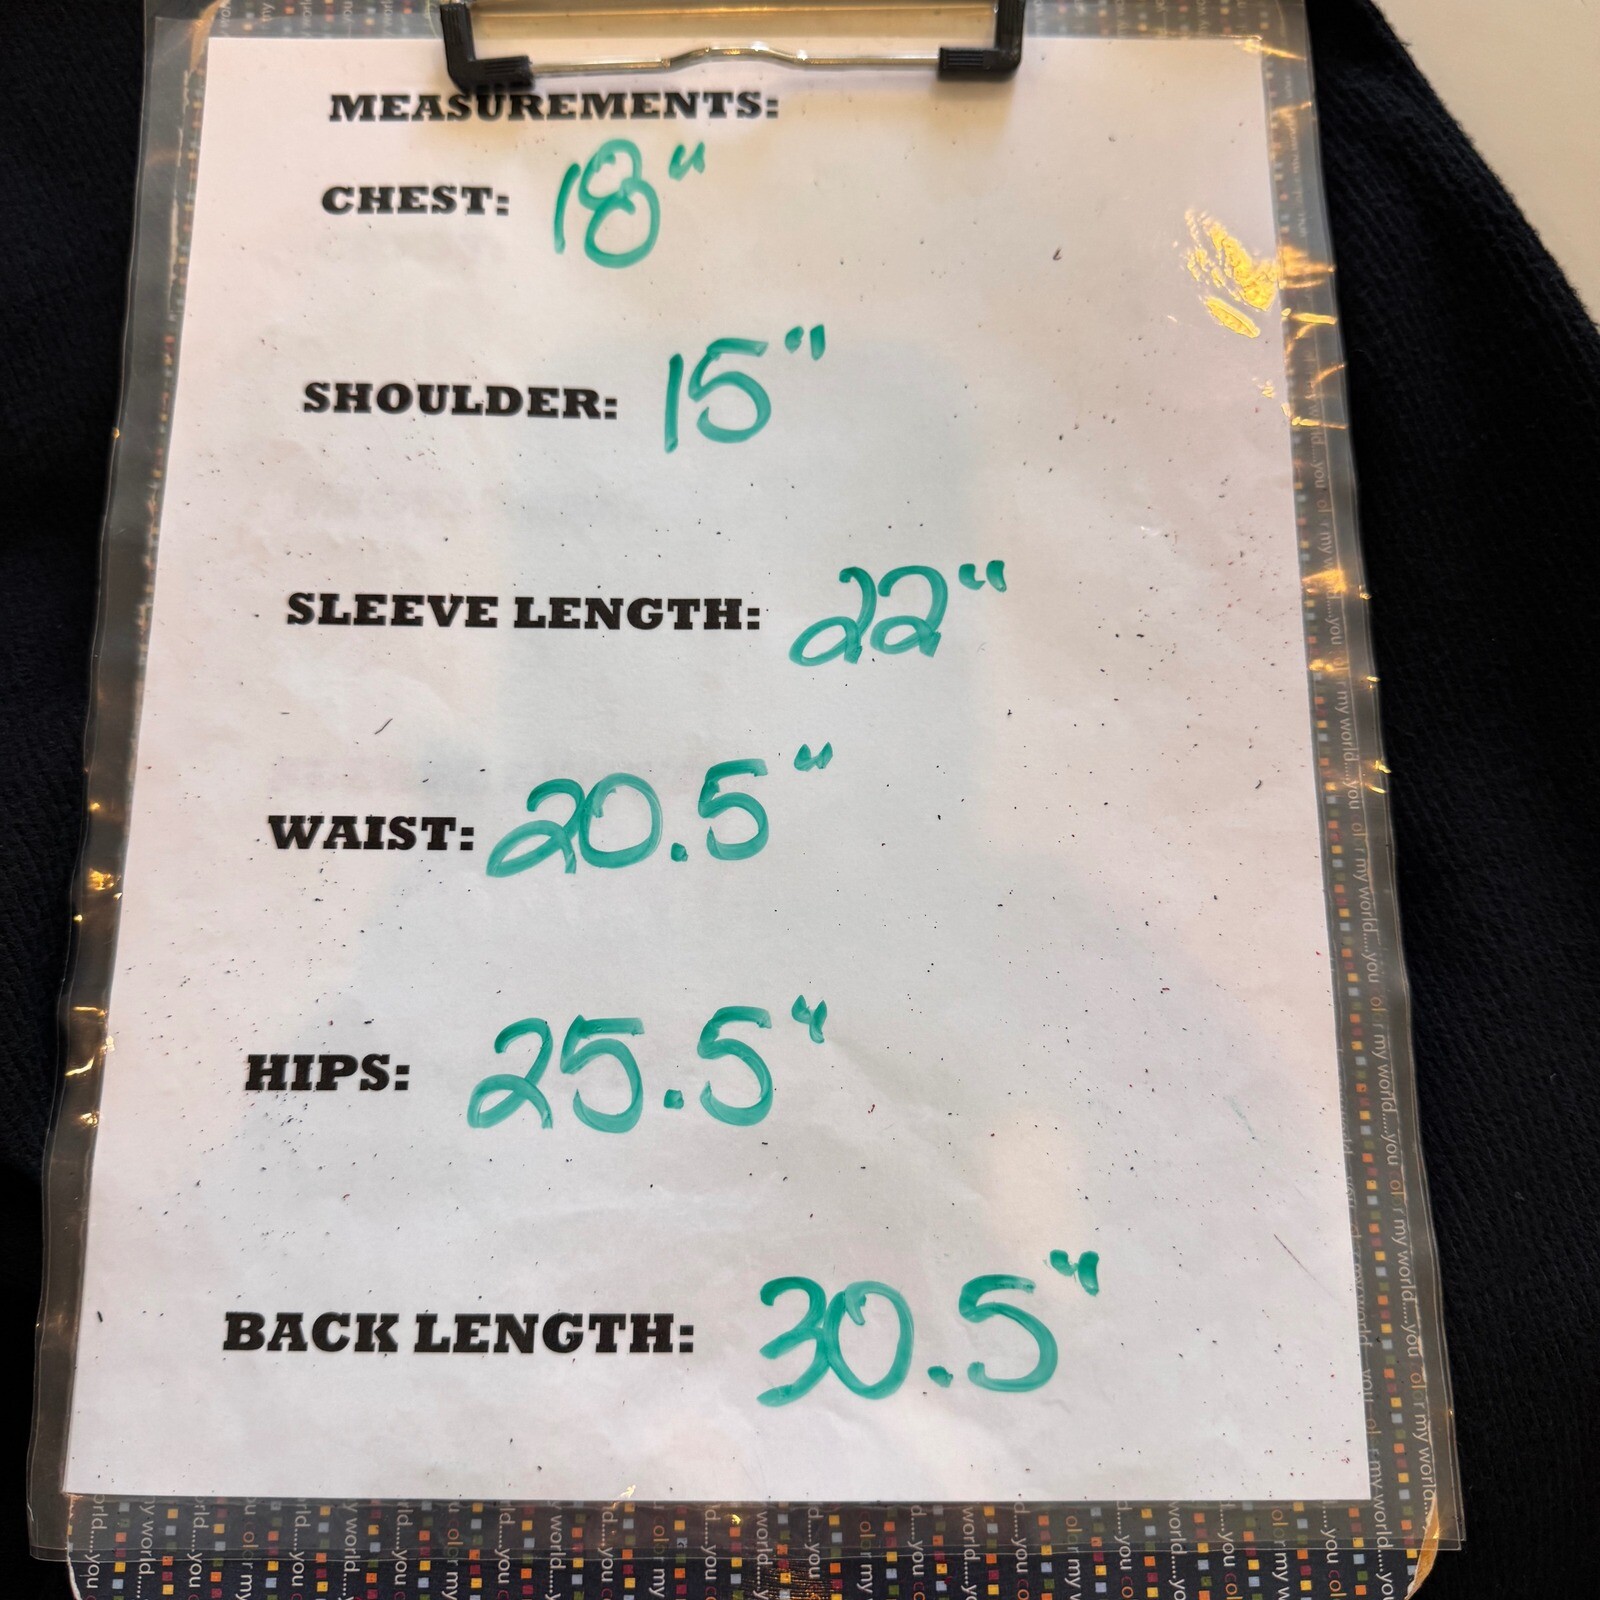 MEASUREMENTS:
CHEST: 18"
SHOULDER: 15"
SLEEVE LENGTH: 22"
WAIST: 20.5"
HIPS: 25.5"
BACK LENGTH: 30.5"